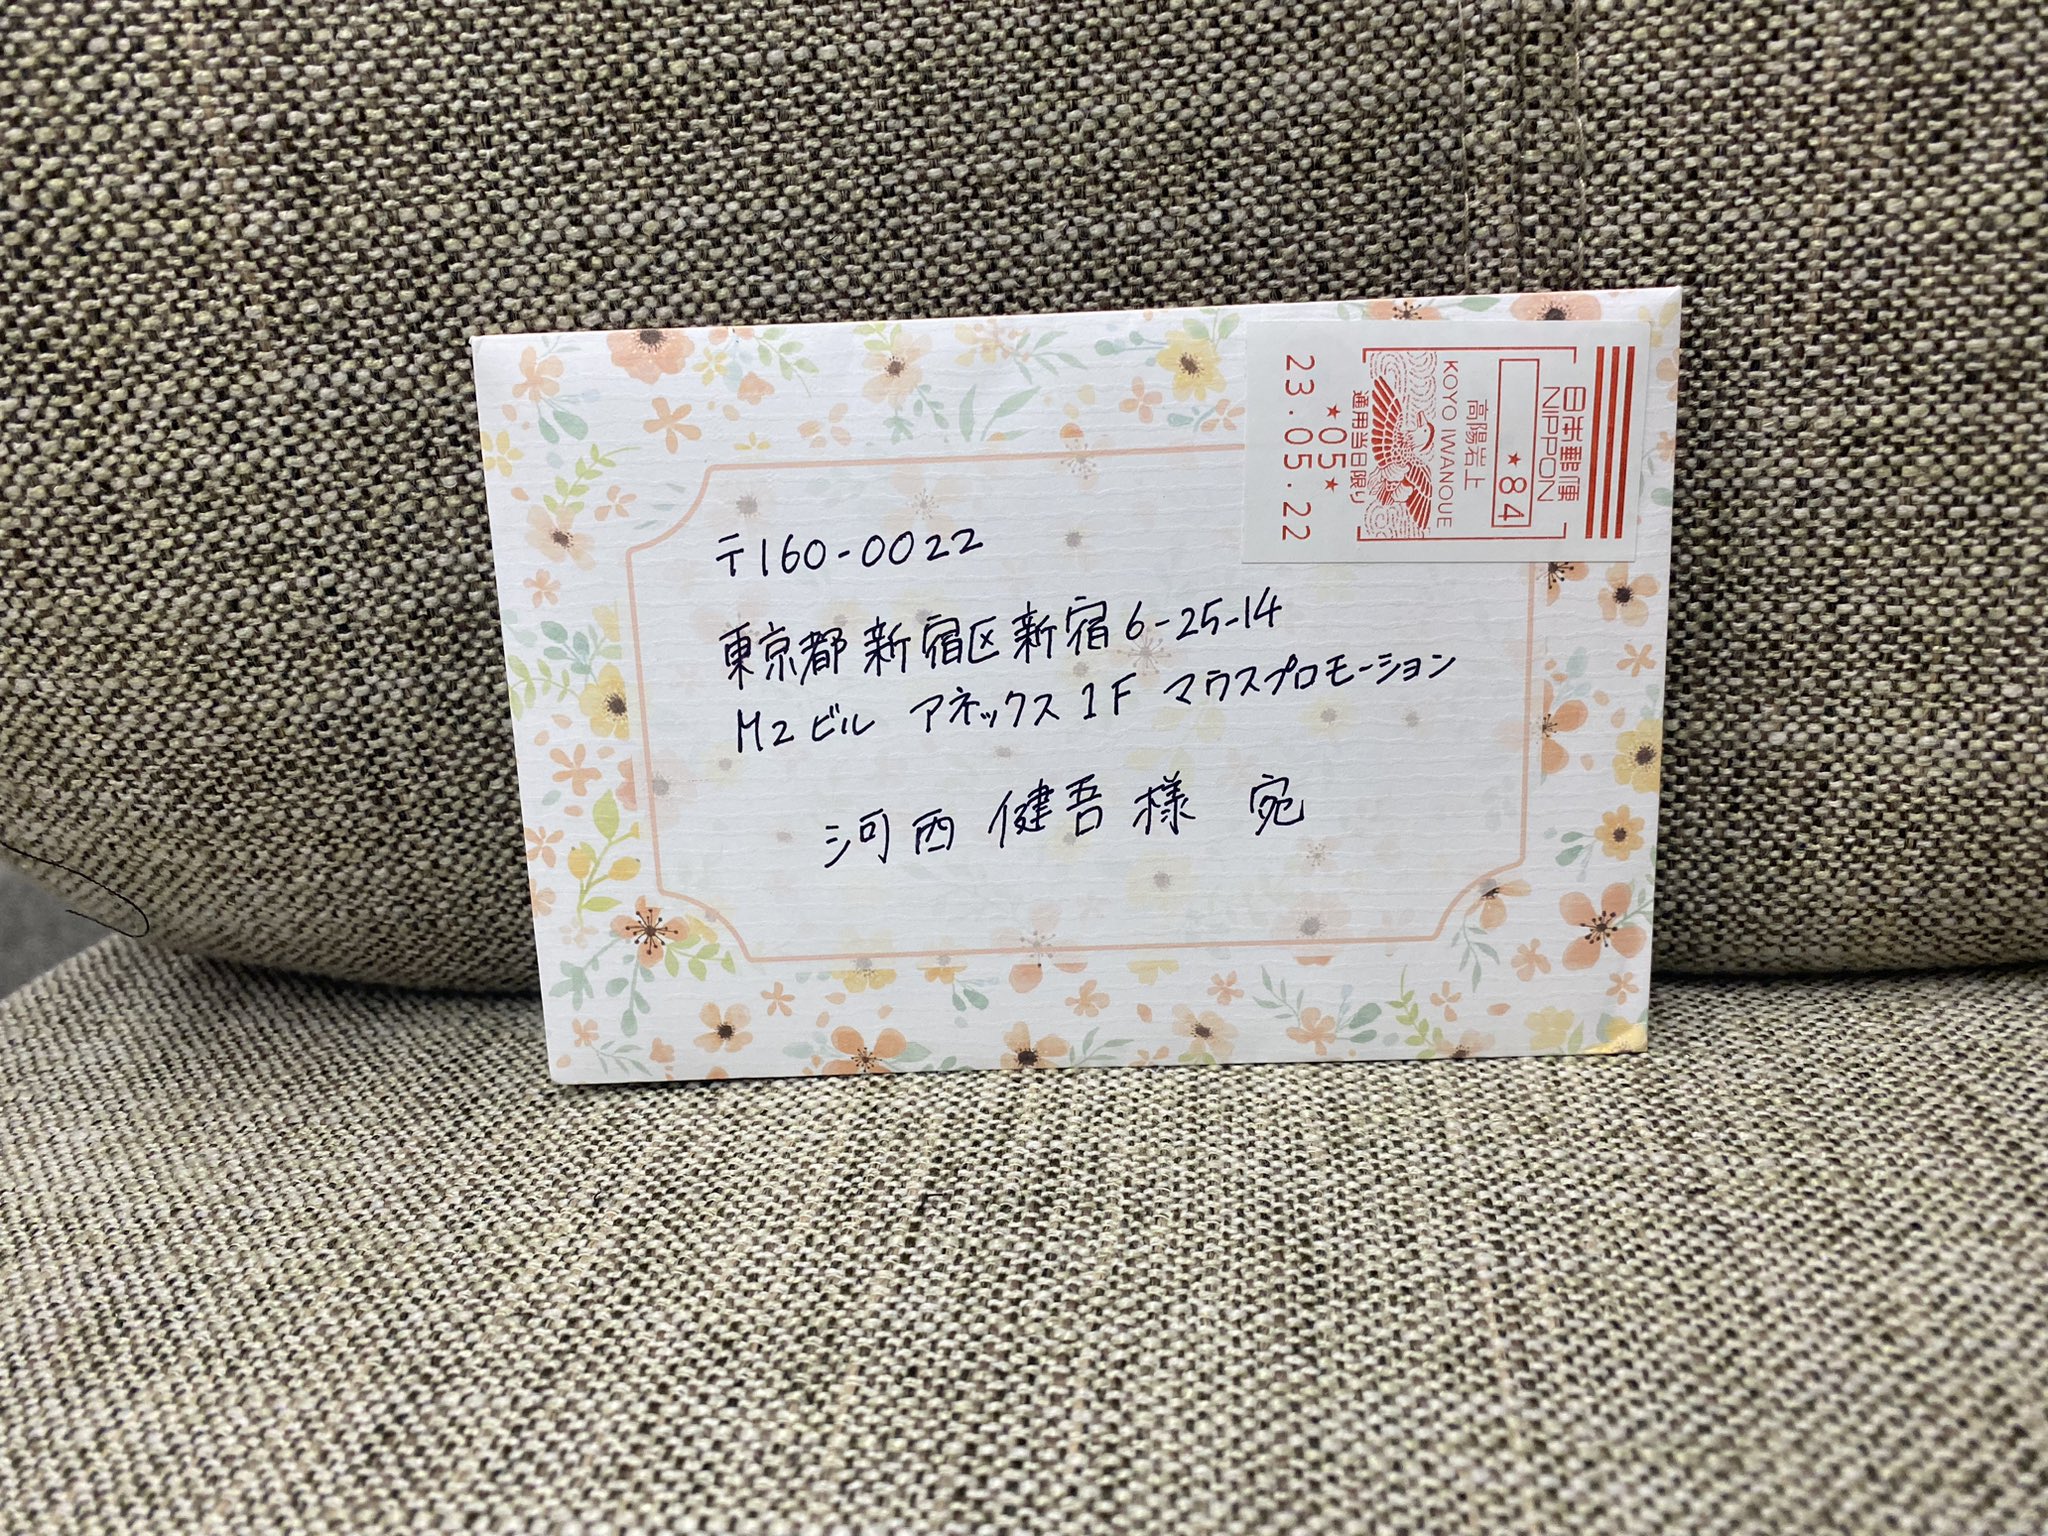 日本郵便
NIPPON
★84
高陽岩上
KOYO IWANOUE
適用当日限り
★05★
23.05.22
〒160-0022
東京都新宿区新宿6-25-14
M2ビル アネックス1F マウスプロモーション
河西 健吾様 宛